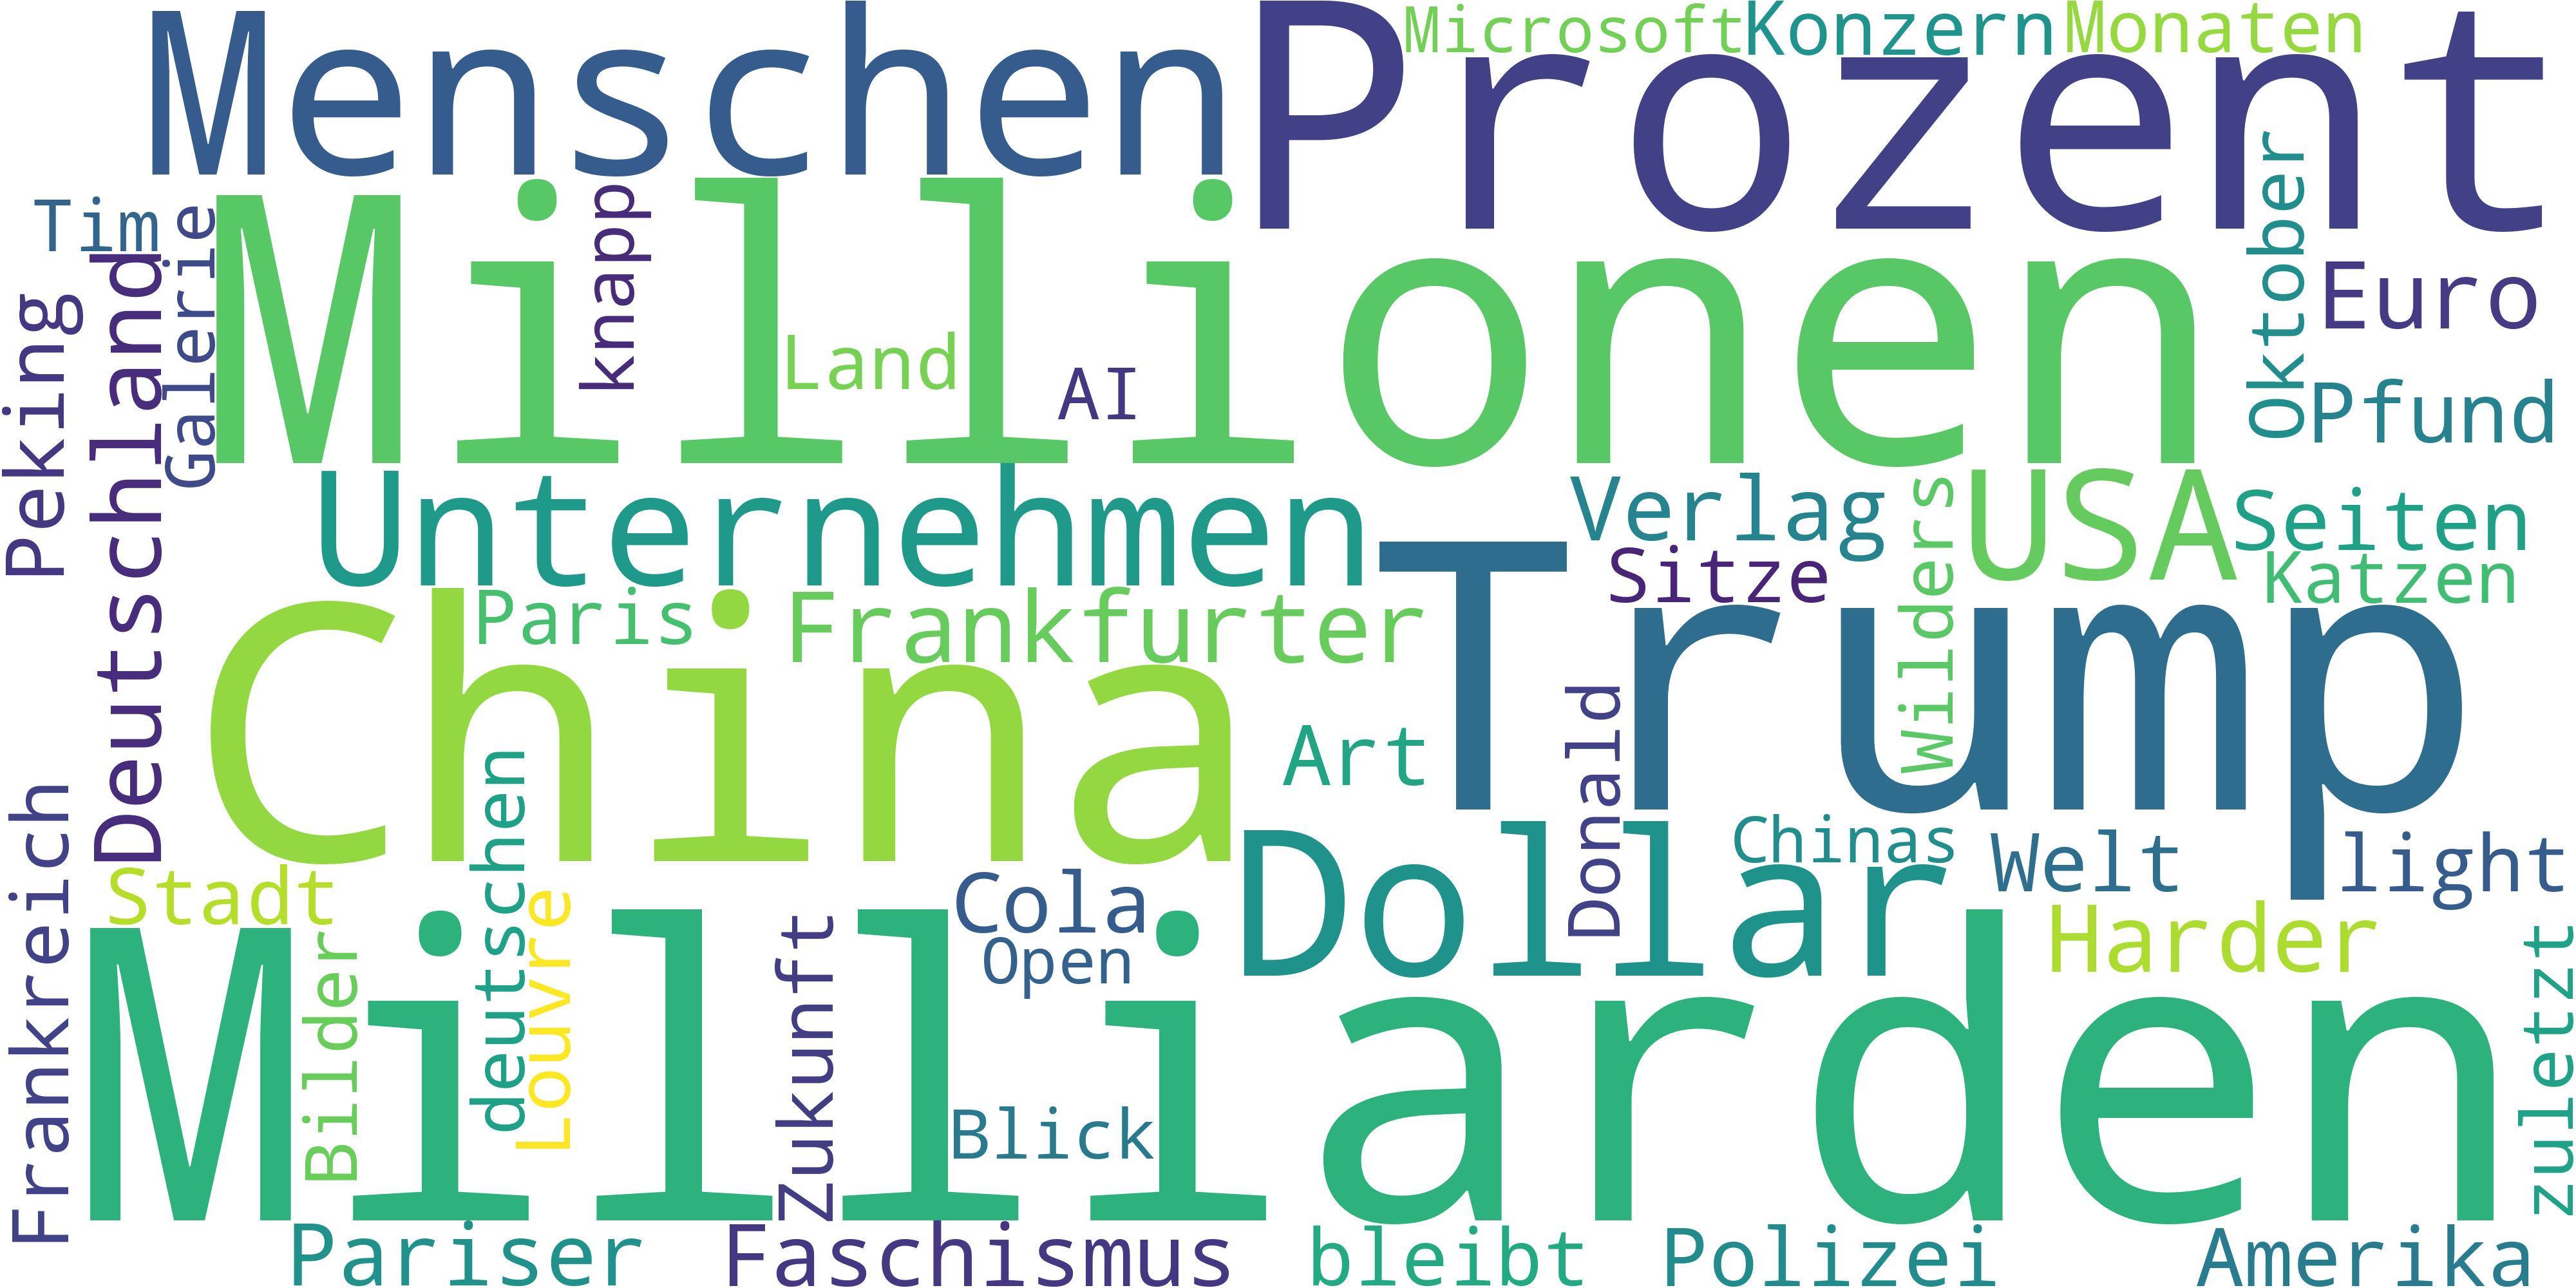 Menschen
Prozent
Microsoft
Konzern
Monaten
Tim
Galerie
knapp
Millionen
Oktober
Euro
Peking
Deutschland
Land
AI
Pfund
Unternehmen
Verlag
Wilders
USA
Seiten
Sitze
Katzen
Paris
Frankfurter
Trump
China
Art
Donald
Frankreich
deutschen
Dollar
Chinas
Welt
light
Stadt
Louvre
Cola
Harder
Bilder
Zukunft
Open
Milliarden
zuletzt
Blick
Pariser
Faschismus
bleibt
Polizei
Amerika